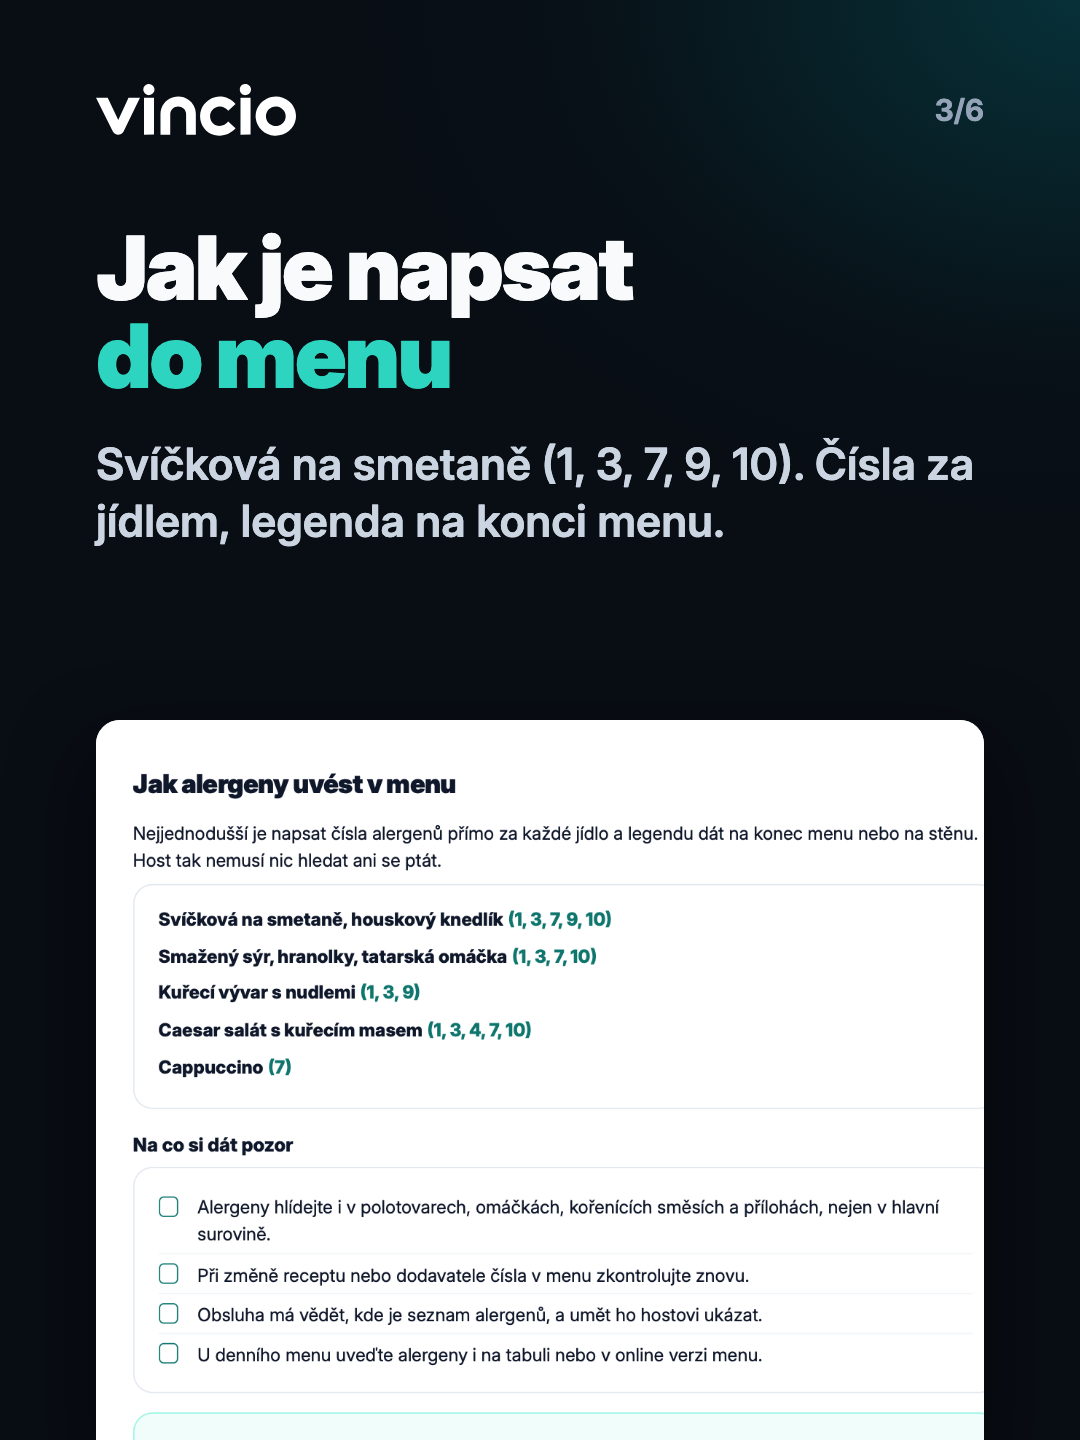 vincio
3/6
Jak je napsat
do menu
Svíčková na smetaně (1, 3, 7, 9, 10). Čísla za
jídlem, legenda na konci menu.
Jak alergeny uvést v menu
Nejjednodušší je napsat čísla alergenů přímo za každé jídlo a legendu dát na konec menu nebo na stěnu.
Host tak nemusí nic hledat ani se ptát.
Svíčková na smetaně, houskový knedlík (1, 3, 7, 9, 10)
Smažený sýr, hranolky, tatarská omáčka (1, 3, 7, 10)
Kuřecí vývar s nudlemi (1, 3, 9)
Caesar salát s kuřecím masem (1, 3, 4, 7, 10)
Cappuccino (7)
Na co si dát pozor
Alergeny hlídejte i v polotovarech, omáčkách, kořenících směsích a přílohách, nejen v hlavní
surovině.
Při změně receptu nebo dodavatele čísla v menu zkontrolujte znovu.
Obsluha má vědět, kde je seznam alergenů, a umět ho hostovi ukázat.
U denního menu uveďte alergeny i na tabuli nebo v online verzi menu.